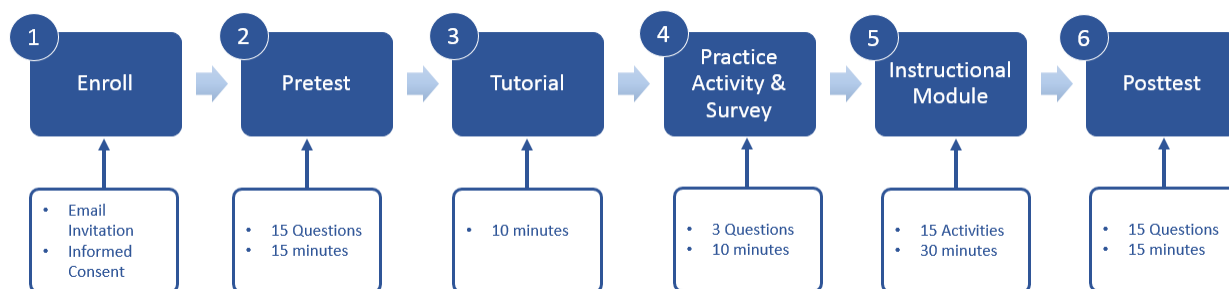 1
Enroll
2
Pretest
3
Tutorial
4
Practice
Activity &
Survey
5
Instructional
Module
6
Posttest
• Email
Invitation
• Informed
Consent
• 15 Questions
• 15 minutes
• 10 minutes
• 3 Questions
• 10 minutes
• 15 Activities
• 30 minutes
• 15 Questions
• 15 minutes